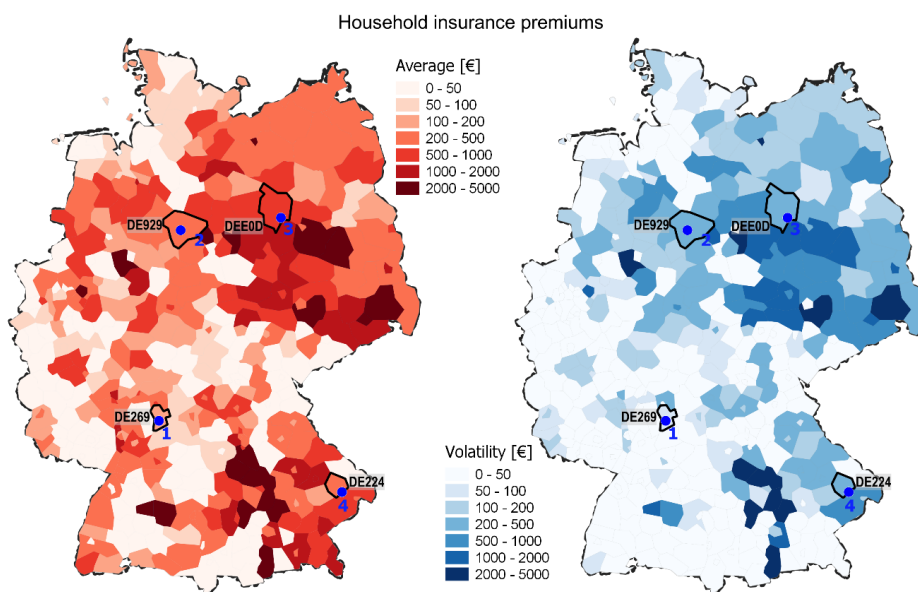 Household insurance premiums
Average [€]
0 - 50
50 - 100
100 - 200
200 - 500
500 - 1000
1000 - 2000
2000 - 5000
DE929
2
DEE0D
3
DE269
1
DE224
4
Volatility [€]
0 - 50
50 - 100
100 - 200
200 - 500
500 - 1000
1000 - 2000
2000 - 5000
DE929
2
DEE0D
3
DE269
1
DE224
4